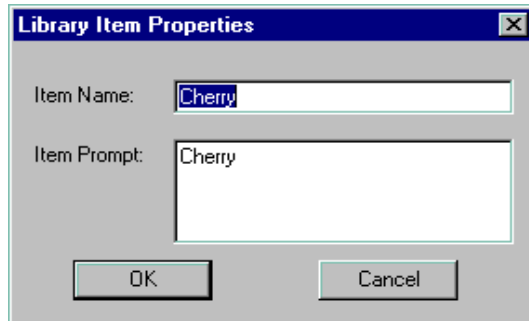 Library Item Properties
Item Name: Cherry
Item Prompt: Cherry
OK Cancel